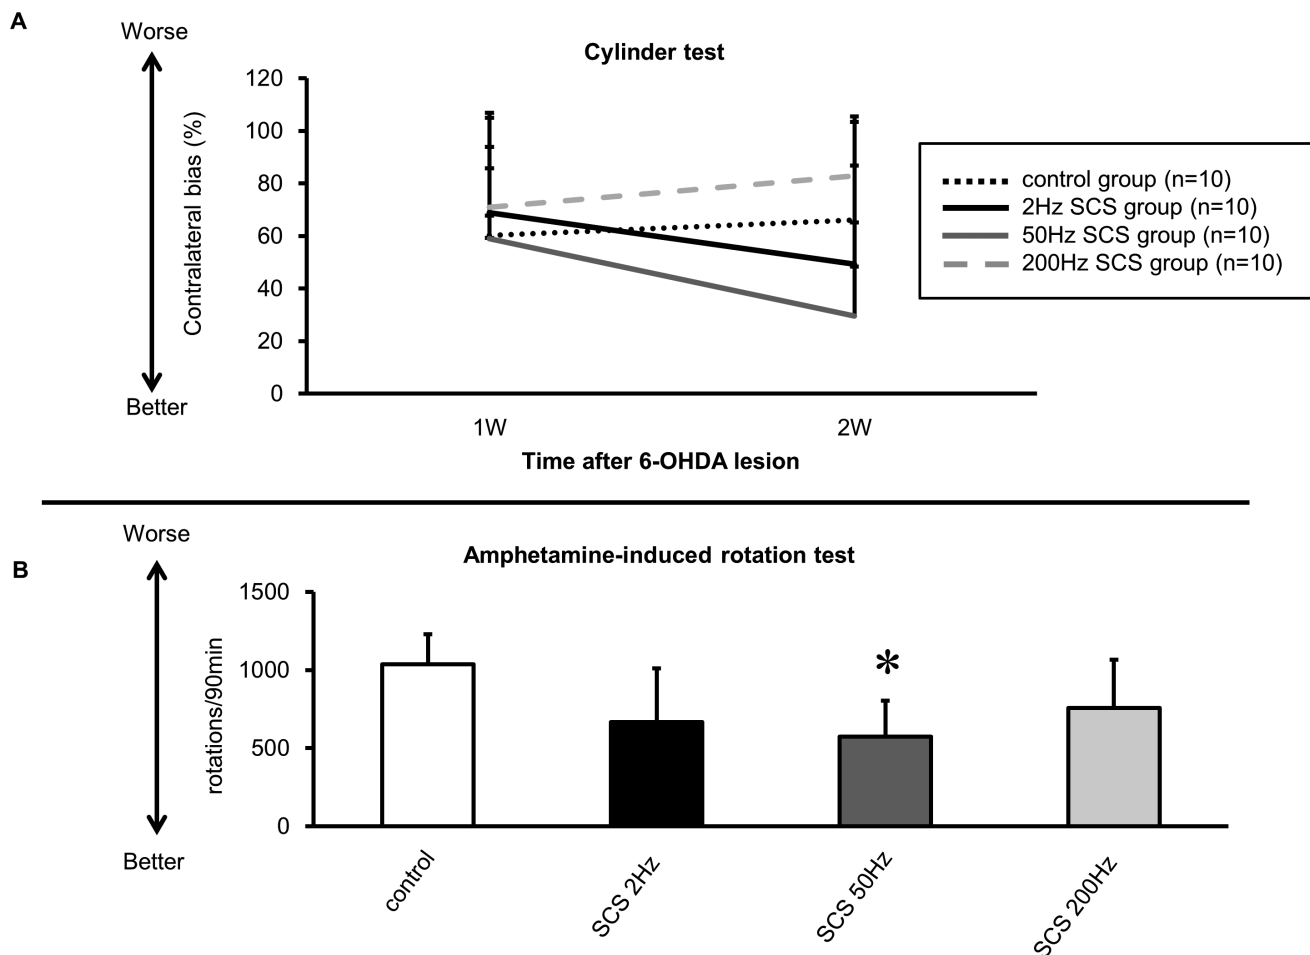 A
Worse
Cylinder test
Contralateral bias (%)
120
100
80
60
40
20
0
Better
1W
2W
Time after 6-OHDA lesion
control group (n=10)
2Hz SCS group (n=10)
50Hz SCS group (n=10)
200Hz SCS group (n=10)
B
Worse
Amphetamine-induced rotation test
rotations/90min
1500
1000
500
0
*
Better
control
SCS 2Hz
SCS 50Hz
SCS 200Hz